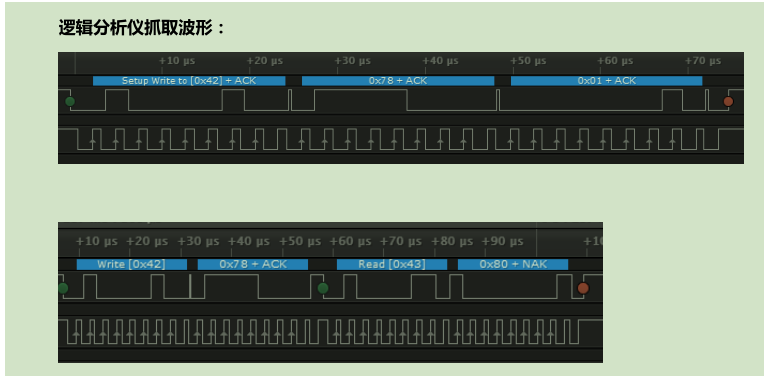 逻辑分析仪抓取波形：
+10 µs +20 µs +30 µs +40 µs +50 µs +60 µs +70 µs
Setup Write to [0x42] + ACK 0x78 + ACK 0x01 + ACK
+10 µs +20 µs +30 µs +40 µs +50 µs +60 µs +70 µs +80 µs +90 µs +10
Write [0x42] 0x78 + ACK Read [0x43] 0x80 + NAK